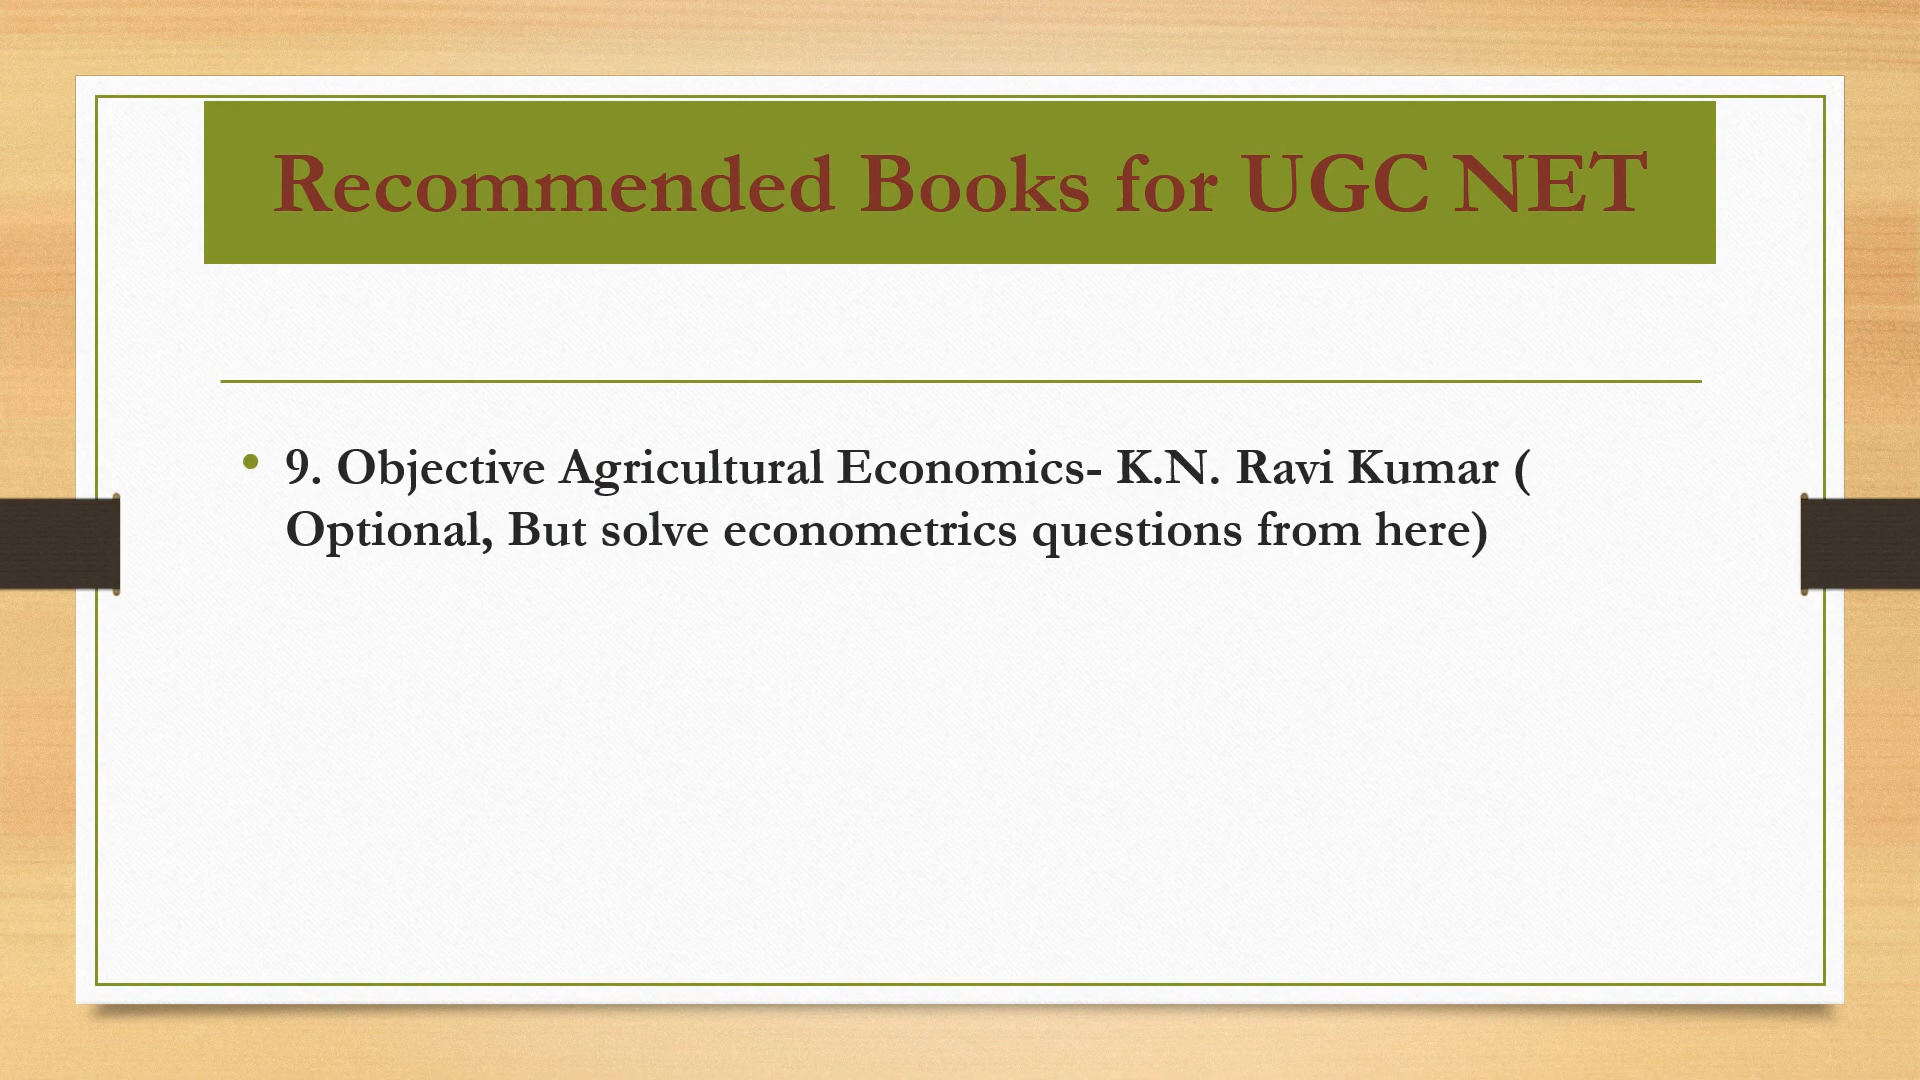 Recommended Books for UGC NET
• 9. Objective Agricultural Economics- K.N. Ravi Kumar (
Optional, But solve econometrics questions from here)